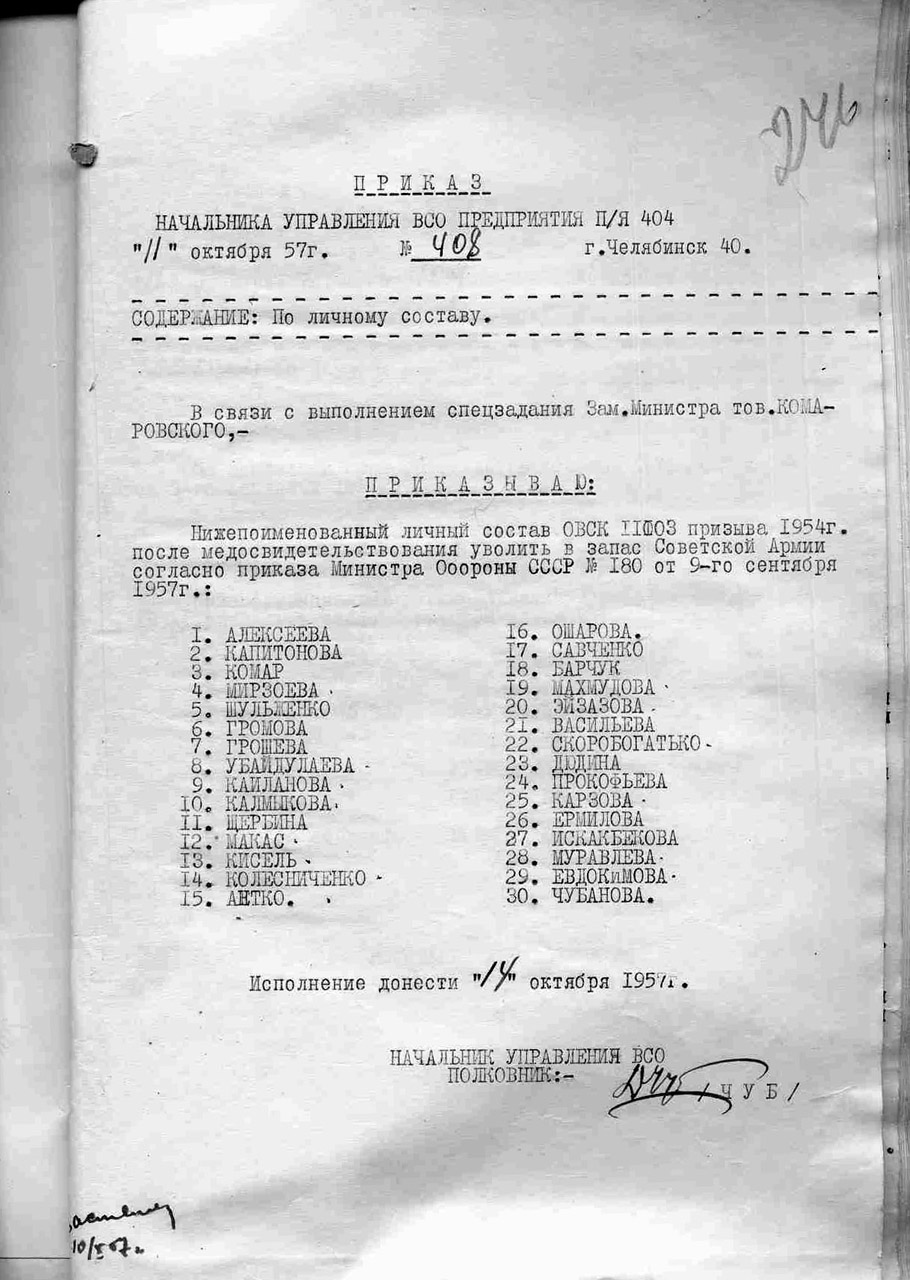 246
ПРИКАЗ
НАЧАЛЬНИКА УПРАВЛЕНИЯ ВСО ПРЕДПРИЯТИЯ П/Я 404
"11" октября 57г. № 408 г.Челябинск 40.
СОДЕРЖАНИЕ: По личному составу.
В связи с выполнением спецзадания Зам.Министра тов.КОМА-
РОВСКОГО,-
ПРИКАЗЫВАЮ:
Нижепоименованный личный состав ОВСК призыва 1954г.
после медосвидетельствования уволить в запас Советской Армии
согласно приказа Министра Обороны СССР № 180 от 9-го сентября
1957г.:
1. АЛЕКСЕЕВА
2. КАПИТОНОВА
3. КОМАР
4. МИРЗОЕВА
5. ШУЛЬЖЕНКО
6. ГРОМОВА
7. ГРОШЕВА
8. УБАЙДУЛАЕВА
9. КАИЛАНОВА
10. КАЛМЫКОВА.
11. ЩЕРБИНА
12. МАКАС
13. КИСЕЛЬ
14. КОЛЕСНИЧЕНКО
15. АНТКО.
16. ОШАРОВА.
17. САВЧЕНКО
18. БАРЧУК
19. МАХМУДОВА
20. ЭЙЗАЗОВА
21. ВАСИЛЬЕВА
22. СКОРОБОГАТЬКО
23. ДЮДИНА
24. ПРОКОФЬЕВА
25. КАРЗОВА
26. ЕРМИЛОВА
27. ИСКАКБЕКОВА
28. МУРАВЛЕВА
29. ЕВДОКИМОВА
30. ЧУБАНОВА.
Исполнение донести "14" октября 1957г.
НАЧАЛЬНИК УПРАВЛЕНИЯ ВСО
ПОЛКОВНИК:-
/ЧУБ/